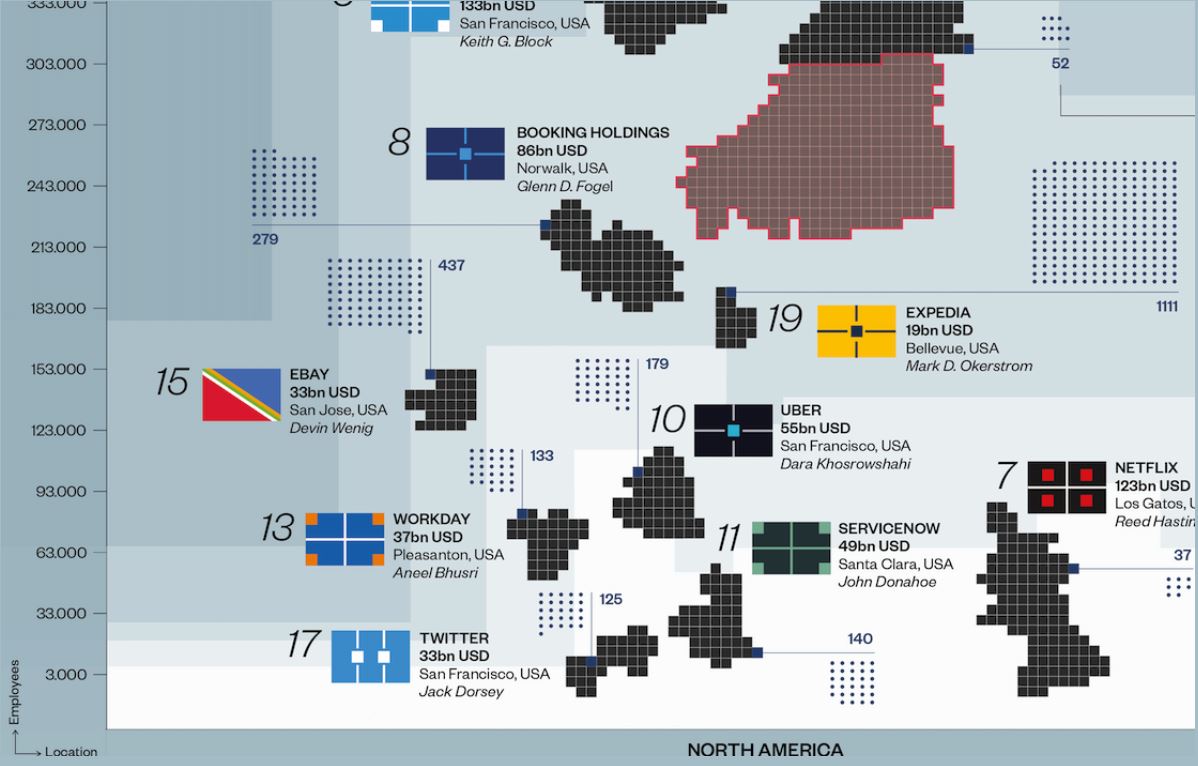 333.000
303.000
273.000
243.000
213.000
183.000
153.000
123.000
93.000
63.000
33.000
3.000
Employees
Location
NORTH AMERICA
133bn USD
San Francisco, USA
Keith G. Block
52
8
BOOKING HOLDINGS
86bn USD
Norwalk, USA
Glenn D. Fogel
279
437
1111
19
EXPEDIA
19bn USD
Bellevue, USA
Mark D. Okerstrom
15
EBAY
33bn USD
San Jose, USA
Devin Wenig
179
10
UBER
55bn USD
San Francisco, USA
Dara Khosrowshahi
133
7
NETFLIX
123bn USD
Los Gatos, U
Reed Hastin
37
13
WORKDAY
37bn USD
Pleasanton, USA
Aneel Bhusri
11
SERVICENOW
49bn USD
Santa Clara, USA
John Donahoe
125
140
17
TWITTER
33bn USD
San Francisco, USA
Jack Dorsey